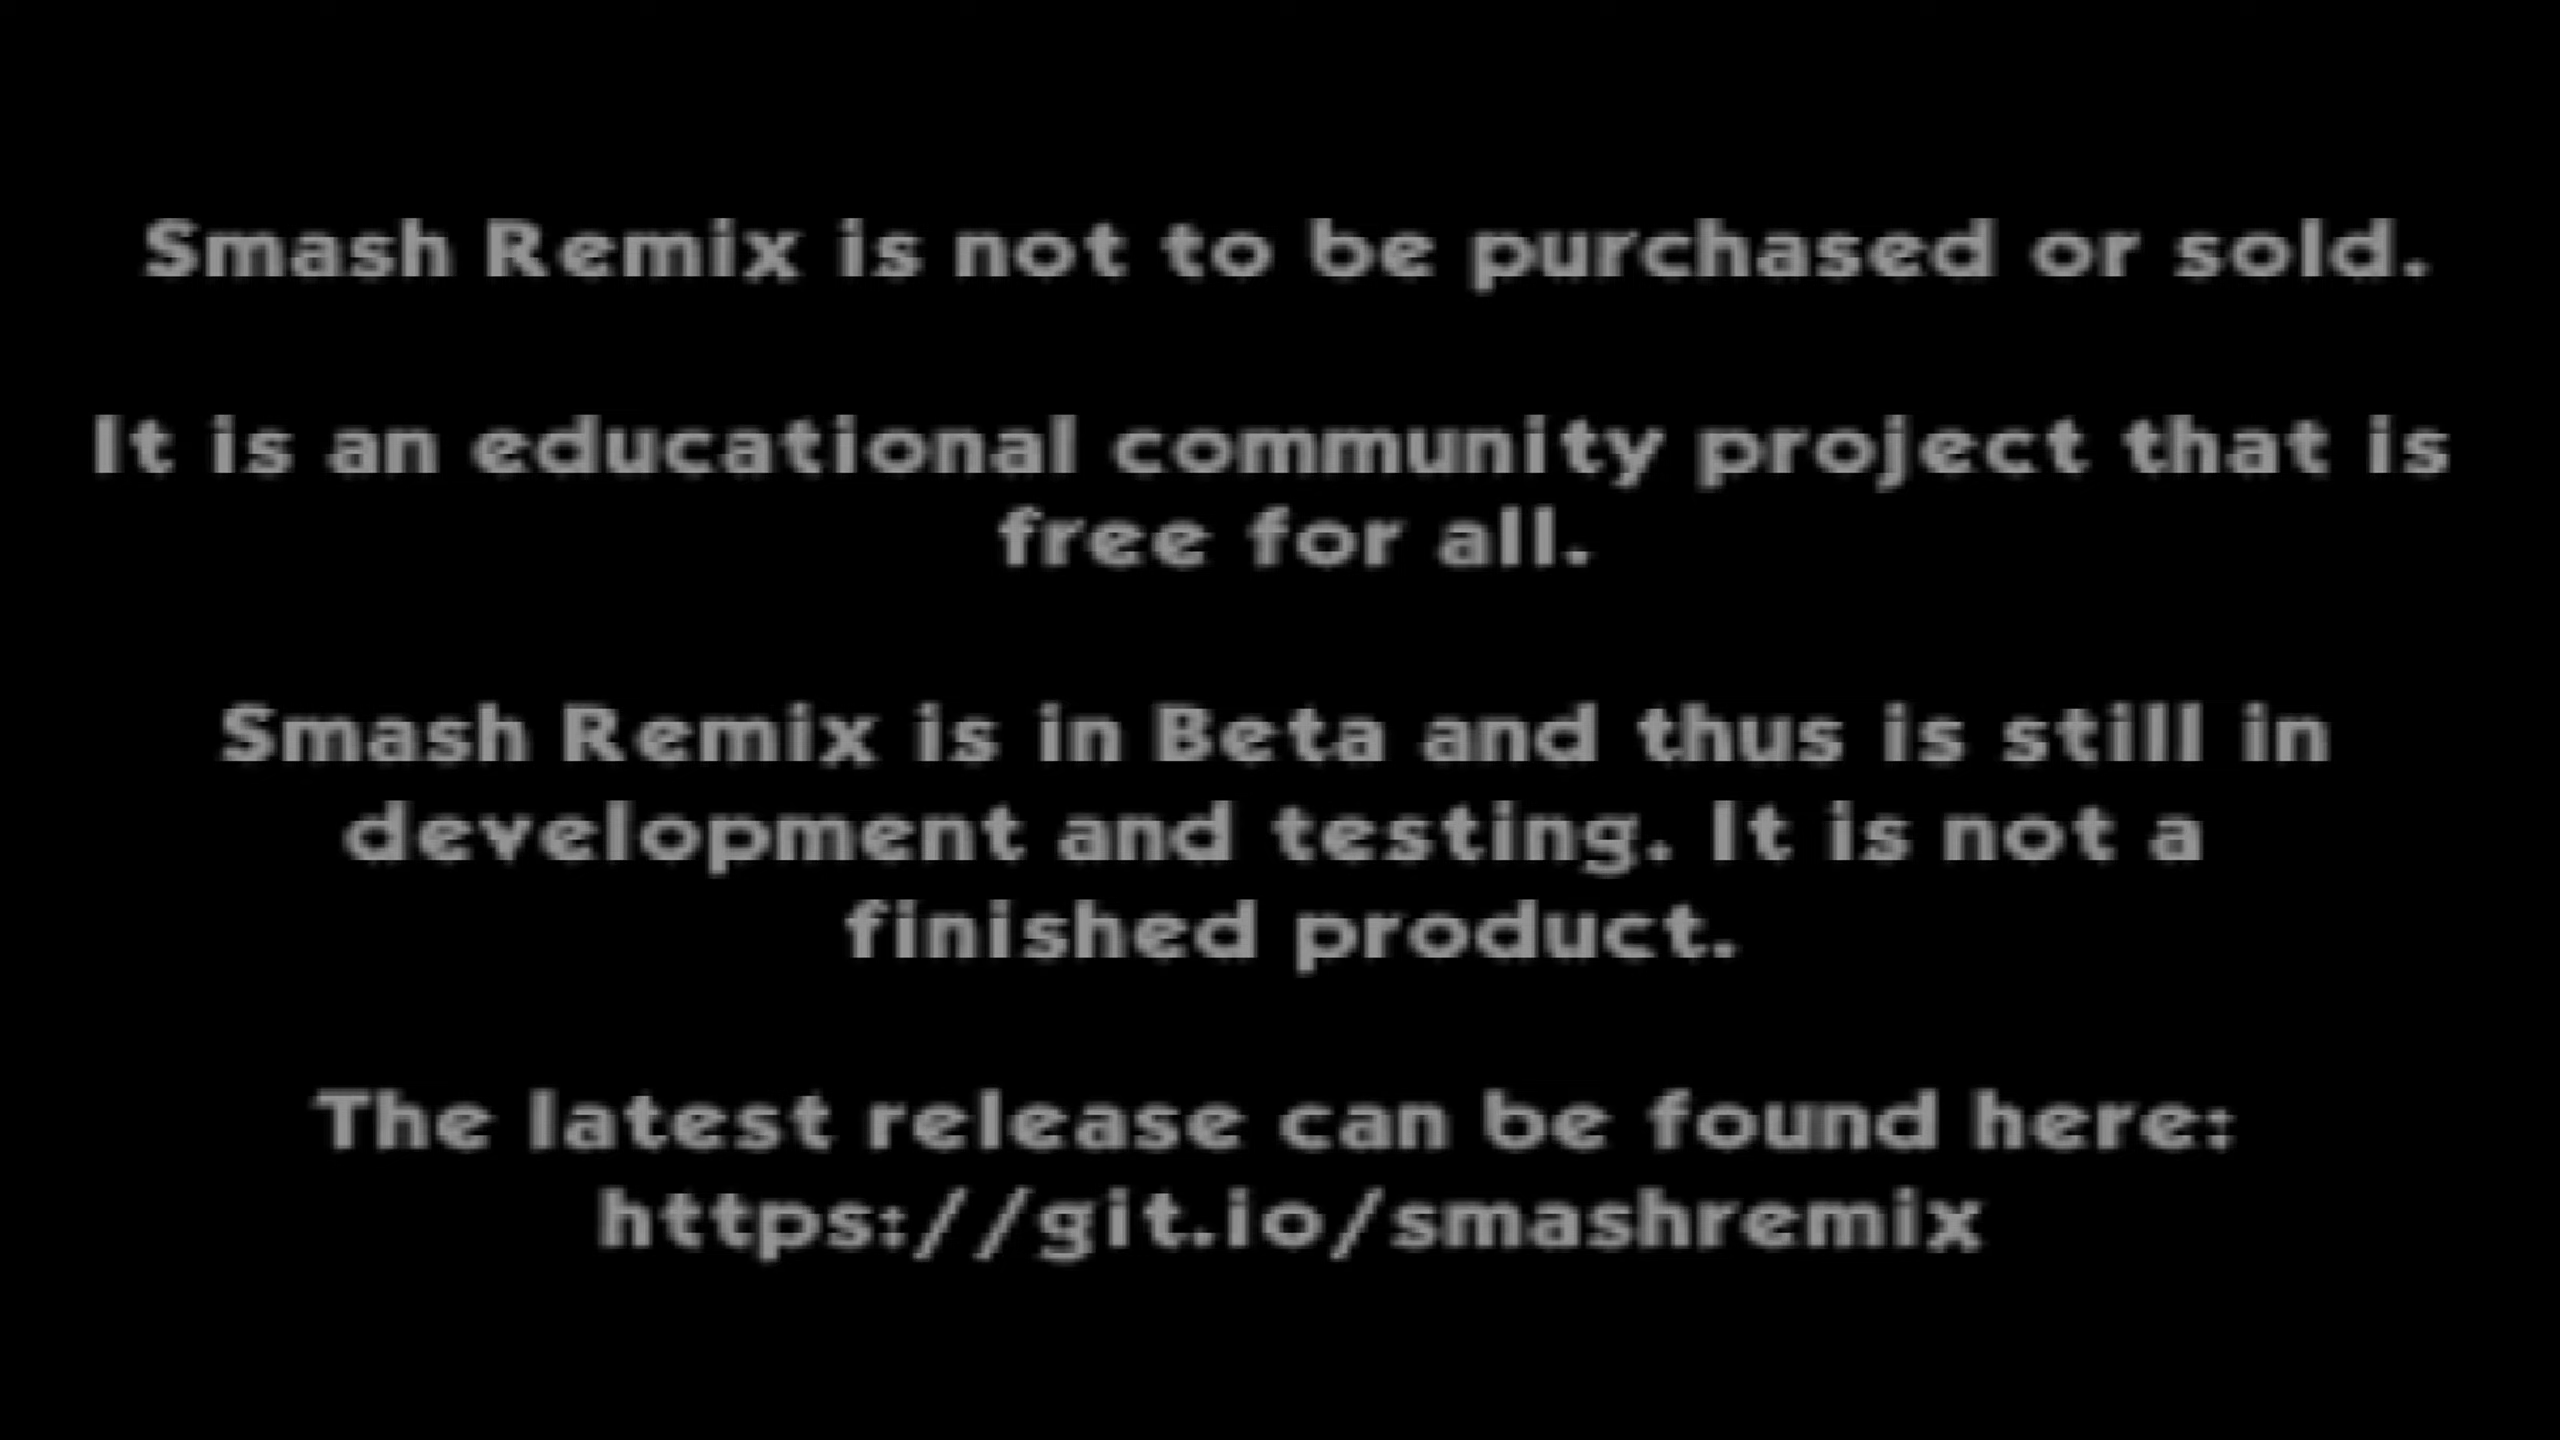 Smash Remix is not to be purchased or sold.
It is an educational community project that is
free for all.
Smash Remix is in Beta and thus is still in
development and testing. It is not a
finished product.
The latest release can be found here:
https://git.io/smashremix